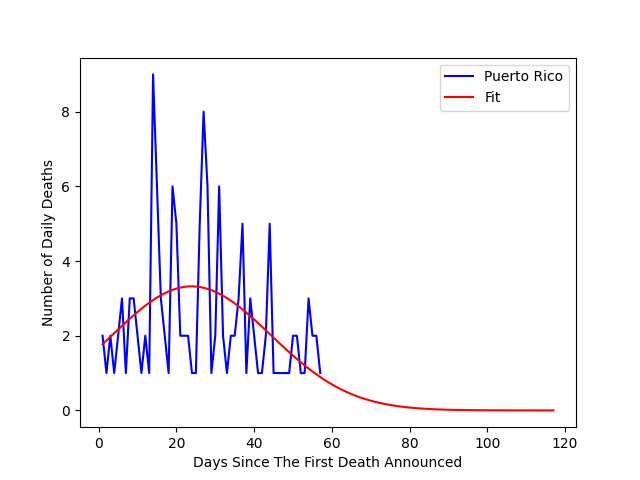 Puerto Rico
Fit
Number of Daily Deaths
8
6
4
2
0
0 20 40 60 80 100 120
Days Since The First Death Announced